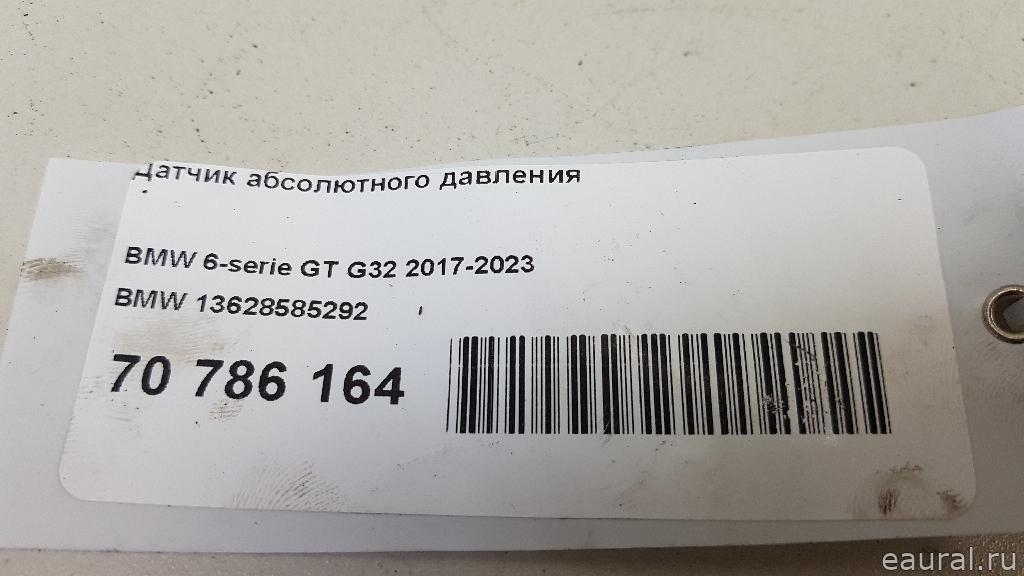 Датчик абсолютного давления
BMW 6-serie GT G32 2017-2023
BMW 13628585292
70 786 164
eaural.ru